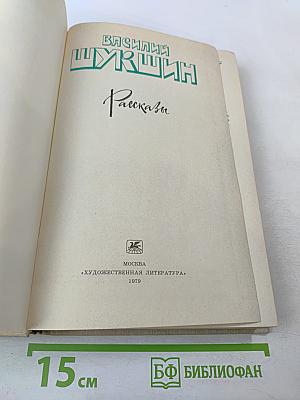 ВАСИЛИЙ
ШУКШИН
Рассказы
МОСКВА
«ХУДОЖЕСТВЕННАЯ ЛИТЕРАТУРА»
1979
15 см
БФ БИБЛИОФАН